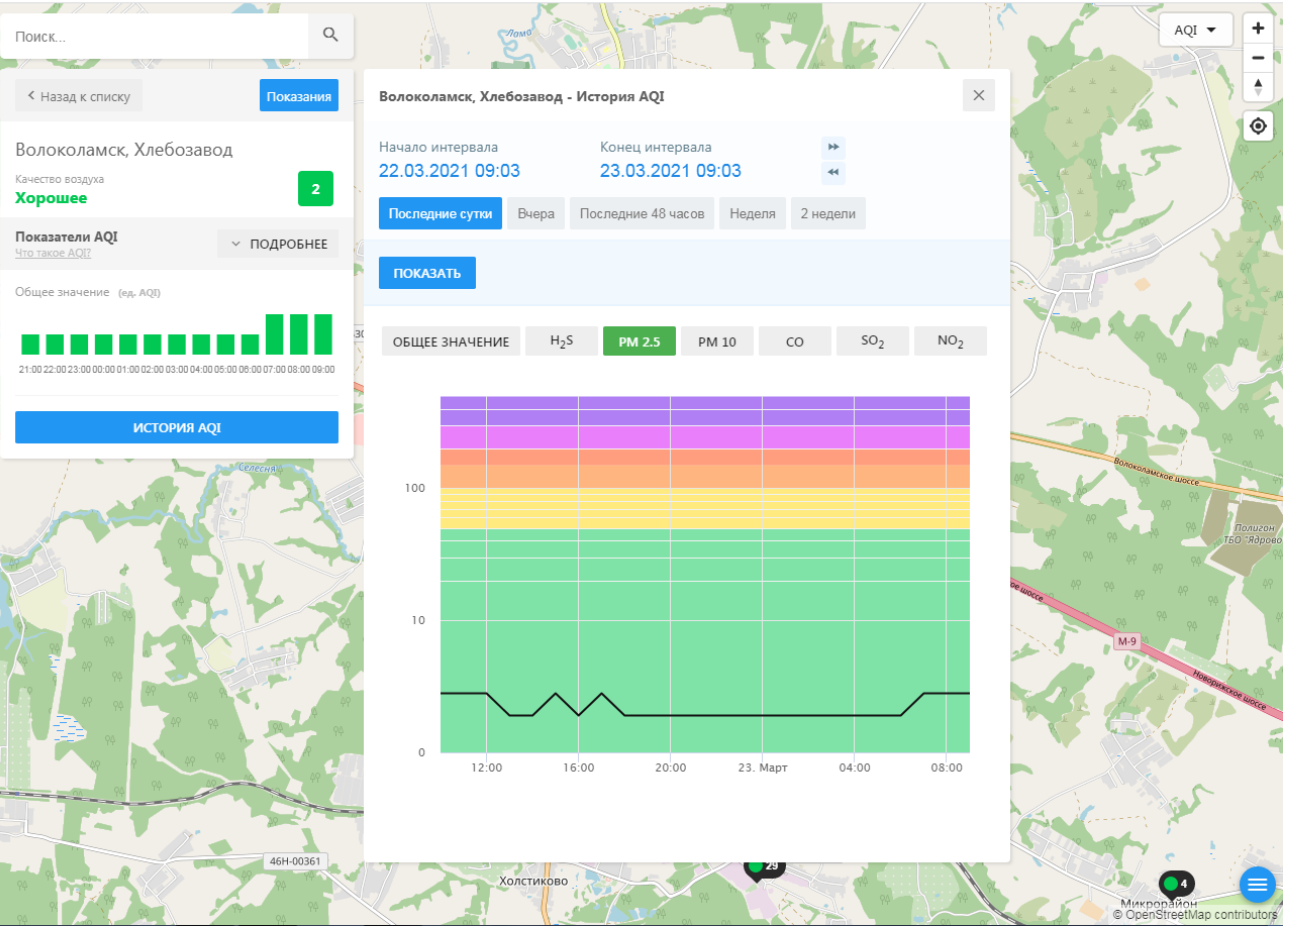 Поиск...
AQI
Назад к списку
Показания
Волоколамск, Хлебозавод
Качество воздуха
Хорошее
2
Показатели AQI
Что такое AQI?
ПОДРОБНЕЕ
Общее значение (ед. AQI)
21:00 22:00 23:00 00:00 01:00 02:00 03:00 04:00 05:00 06:00 07:00 08:00 09:00
ИСТОРИЯ AQI
Волоколамск, Хлебозавод - История AQI
Начало интервала
Конец интервала
22.03.2021 09:03
23.03.2021 09:03
Последние сутки
Вчера
Последние 48 часов
Неделя
2 недели
ПОКАЗАТЬ
ОБЩЕЕ ЗНАЧЕНИЕ
H₂S
PM 2.5
PM 10
CO
SO₂
NO₂
100
10
0
12:00 16:00 20:00 23. Март 04:00 08:00
Лама
Селесня
Волоколамское шоссе
Полигон
ТБО "Ядрово
М-9
Новорижское шоссе
46Н-00361
Холстиково
29
4
Микрорайон
© OpenStreetMap contributors